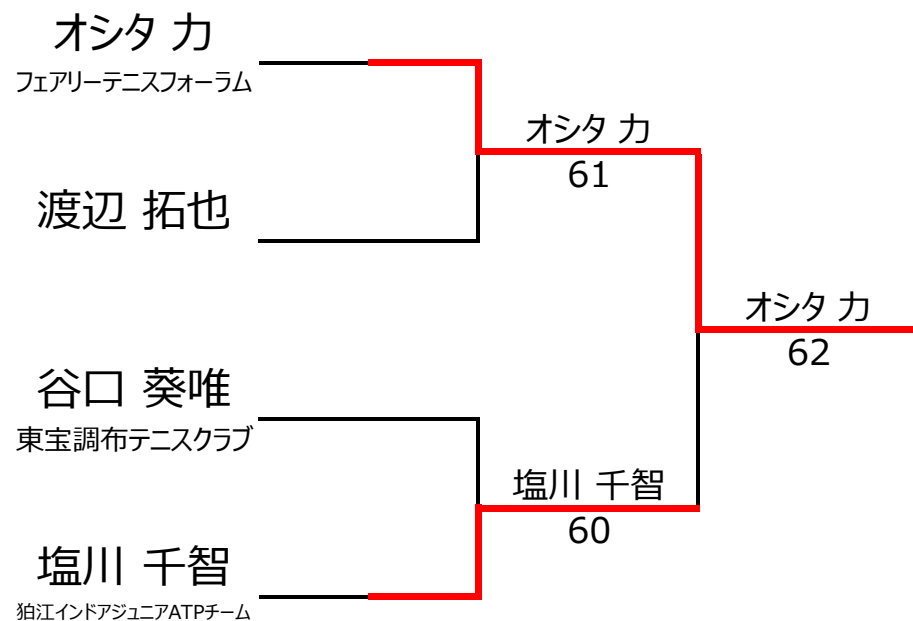 オシタ 力
フェアリーテニスフォーラム
オシタ 力
61
渡辺 拓也
オシタ 力
62
谷口 葵唯
東宝調布テニスクラブ
塩川 千智
60
塩川 千智
狛江インドアジュニアATPチーム